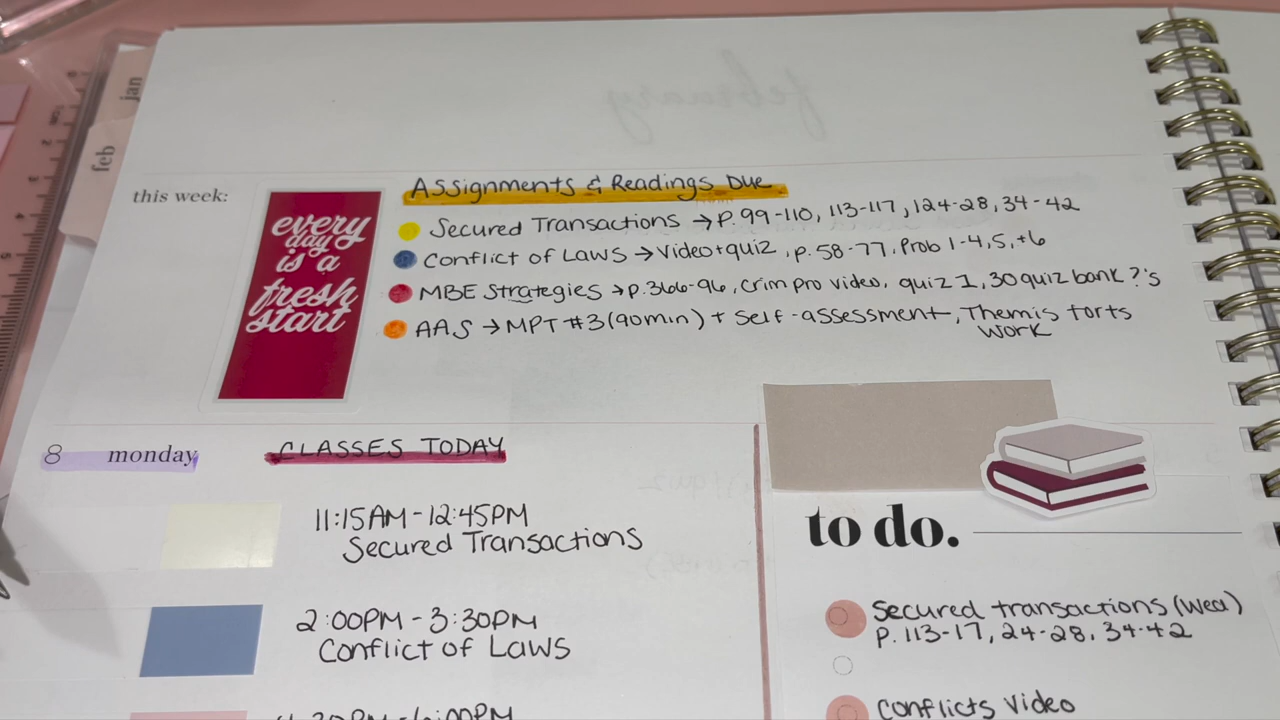 february
jan
feb
this week:
every
day
is a
fresh
start
Assignments & Readings Due
Secured Transactions → p. 99-110, 113-117, 124-28, 34-42
Conflict of Laws → Video + quiz, p. 58-77, Prob 1-4, 5, + 6
MBE Strategies → p. 366-96, crim pro video, quiz 1, 30 quiz bank ?'s
AAS → MPT #3 (90min) + Self-assessment, Themis torts
work
8 monday
CLASSES TODAY
11:15AM - 12:45PM
Secured Transactions
2:00PM - 3:30PM
Conflict of Laws
to do.
Secured transactions (Wed)
p. 113-17, 24-28, 34-42
Conflicts Video